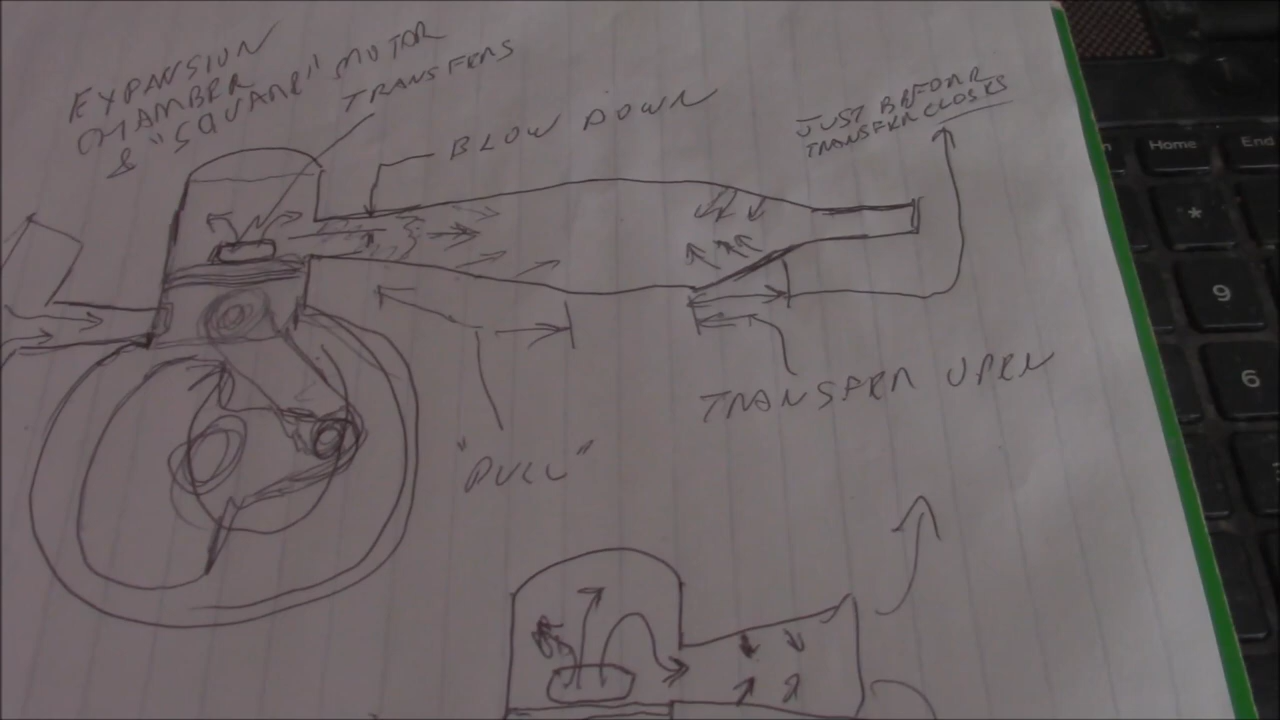 EXPANSION
CHAMBER
& "SQUARE" MOTOR
TRANSFERS
BLOW DOWN
JUST BEFORE
TRANSFER CLOSES
TRANSFER OPEN
"PULL"
Home
End
*
9
6